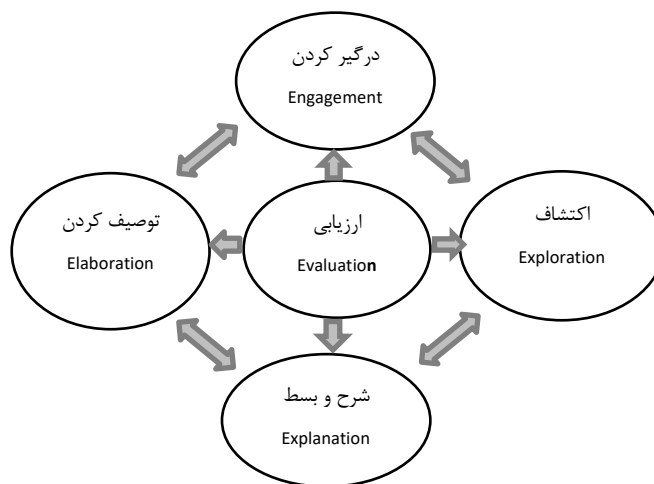 درگیر کردن
Engagement
توصیف کردن
Elaboration
ارزیابی
Evaluation
اکتشاف
Exploration
شرح و بسط
Explanation